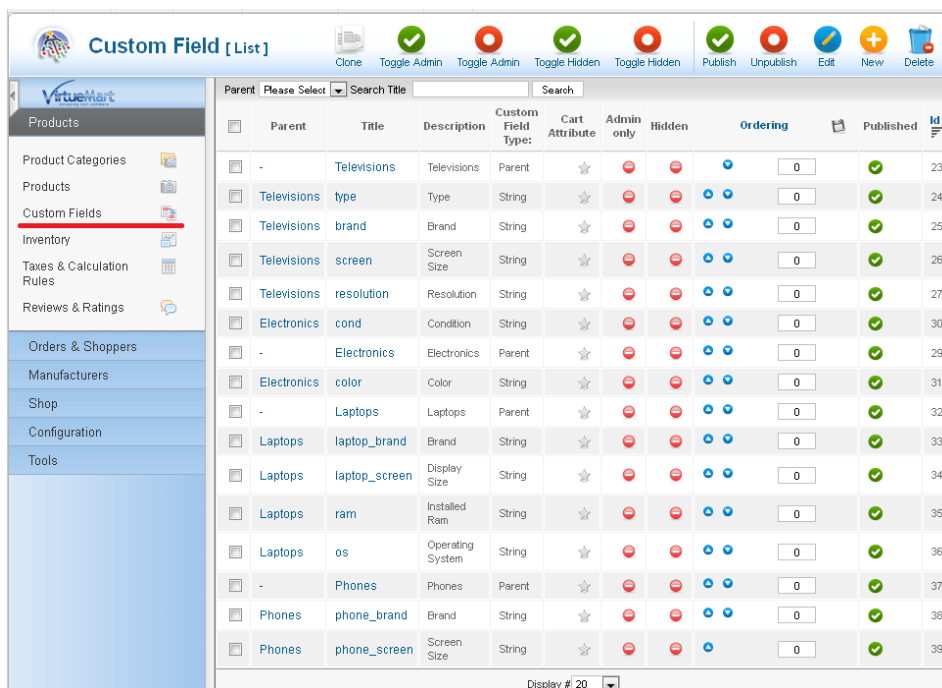 Custom Field [ List ]
Clone Toggle Admin Toggle Admin Toggle Hidden Toggle Hidden Publish Unpublish Edit New Delete
VirtueMart
Products
Product Categories
Products
Custom Fields
Inventory
Taxes & Calculation
Rules
Reviews & Ratings
Orders & Shoppers
Manufacturers
Shop
Configuration
Tools
Parent Please Select Search Title Search
Parent Title Description Custom Field Type: Cart Attribute Admin only Hidden Ordering Published Id
- Televisions Televisions Parent 0 23
Televisions type Type String 0 24
Televisions brand Brand String 0 25
Televisions screen Screen Size String 0 26
Televisions resolution Resolution String 0 27
Electronics cond Condition String 0 30
- Electronics Electronics Parent 0 29
Electronics color Color String 0 31
- Laptops Laptops Parent 0 32
Laptops laptop_brand Brand String 0 33
Laptops laptop_screen Display Size String 0 34
Laptops ram Installed Ram String 0 35
Laptops os Operating System String 0 36
- Phones Phones Parent 0 37
Phones phone_brand Brand String 0 38
Phones phone_screen Screen Size String 0 39
Display # 20